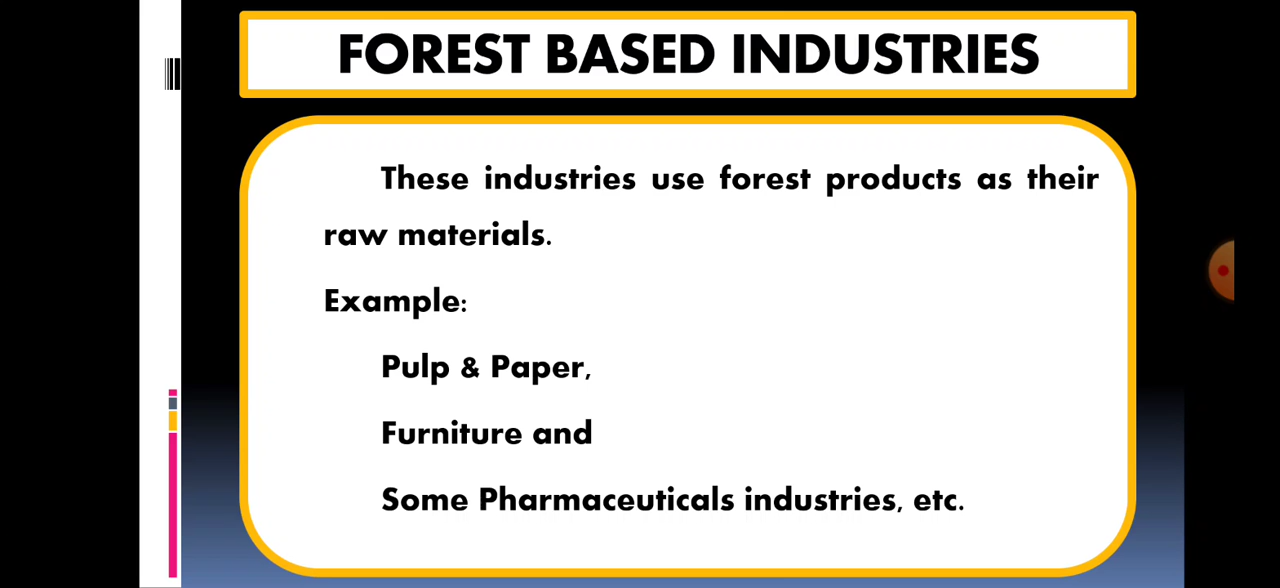 FOREST BASED INDUSTRIES
These industries use forest products as their
raw materials.
Example:
Pulp & Paper,
Furniture and
Some Pharmaceuticals industries, etc.